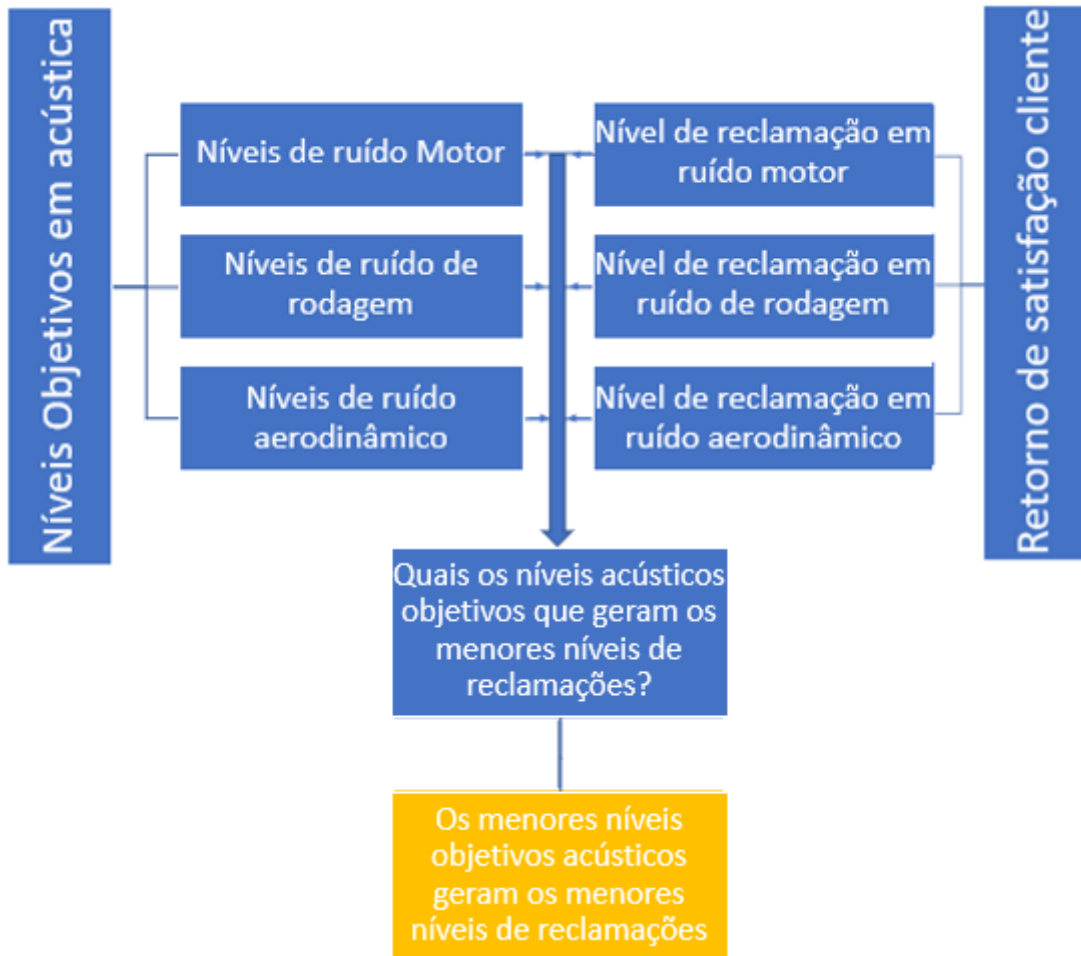 Níveis Objetivos em acústica
Níveis de ruído Motor
Níveis de ruído de
rodagem
Níveis de ruído
aerodinâmico
Nível de reclamação em
ruído motor
Nível de reclamação em
ruído de rodagem
Nível de reclamação em
ruído aerodinâmico
Retorno de satisfação cliente
Quais os níveis acústicos
objetivos que geram os
menores níveis de
reclamações?
Os menores níveis
objetivos acústicos
geram os menores
níveis de reclamações